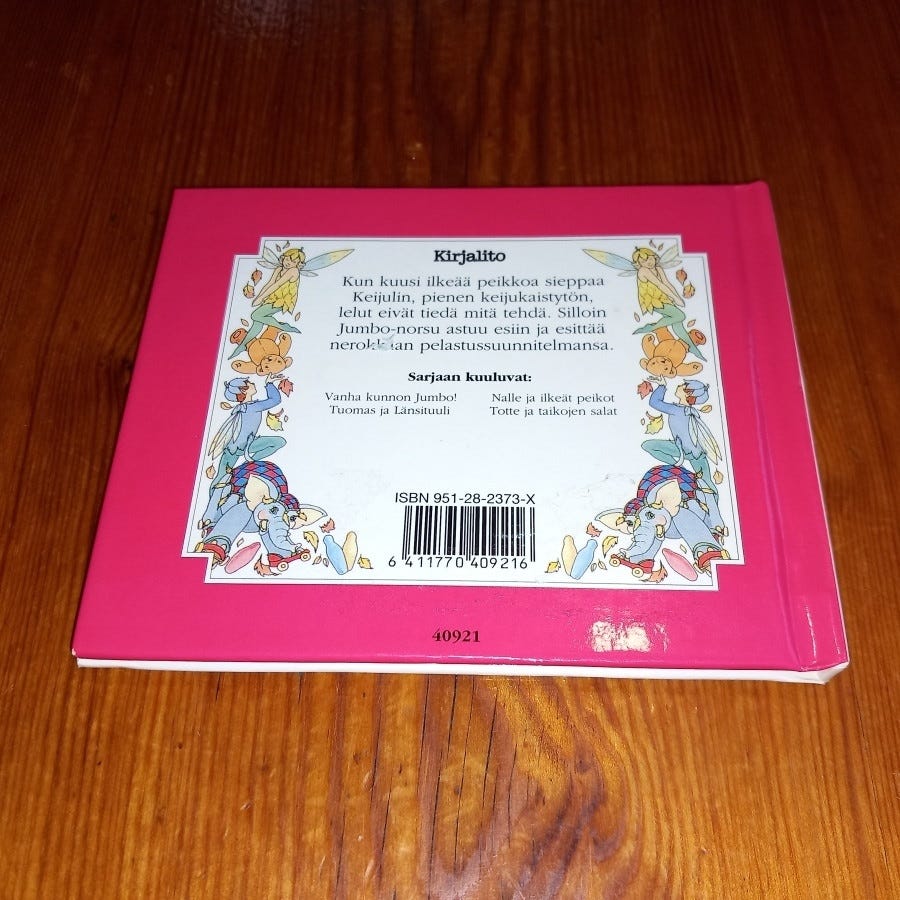 Kirjalito
Kun kuusi ilkeää peikkoa sieppaa
Keijulin, pienen keijukaistytön,
lelut eivät tiedä mitä tehdä. Silloin
Jumbo-norsu astuu esiin ja esittää
pelastussuunnitelmansa.
Sarjaan kuuluvat:
Vanha kunnon Jumbo! Nalle ja ilkeät peikot
Tuomas ja Länsituuli Totte ja taikojen salat
ISBN 951-28-2373-X
6 411770 409216
40921